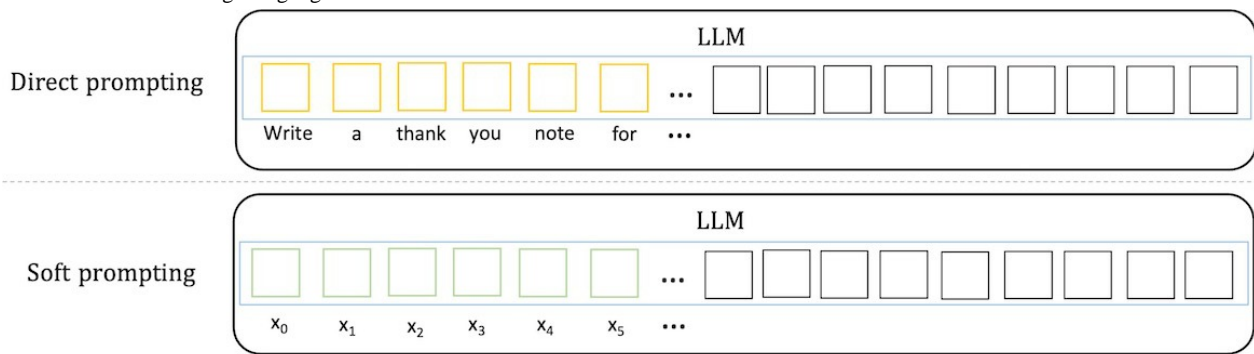 LLM
Direct prompting
...
Write a thank you note for ...
LLM
Soft prompting
...
x₀ x₁ x₂ x₃ x₄ x₅ ...